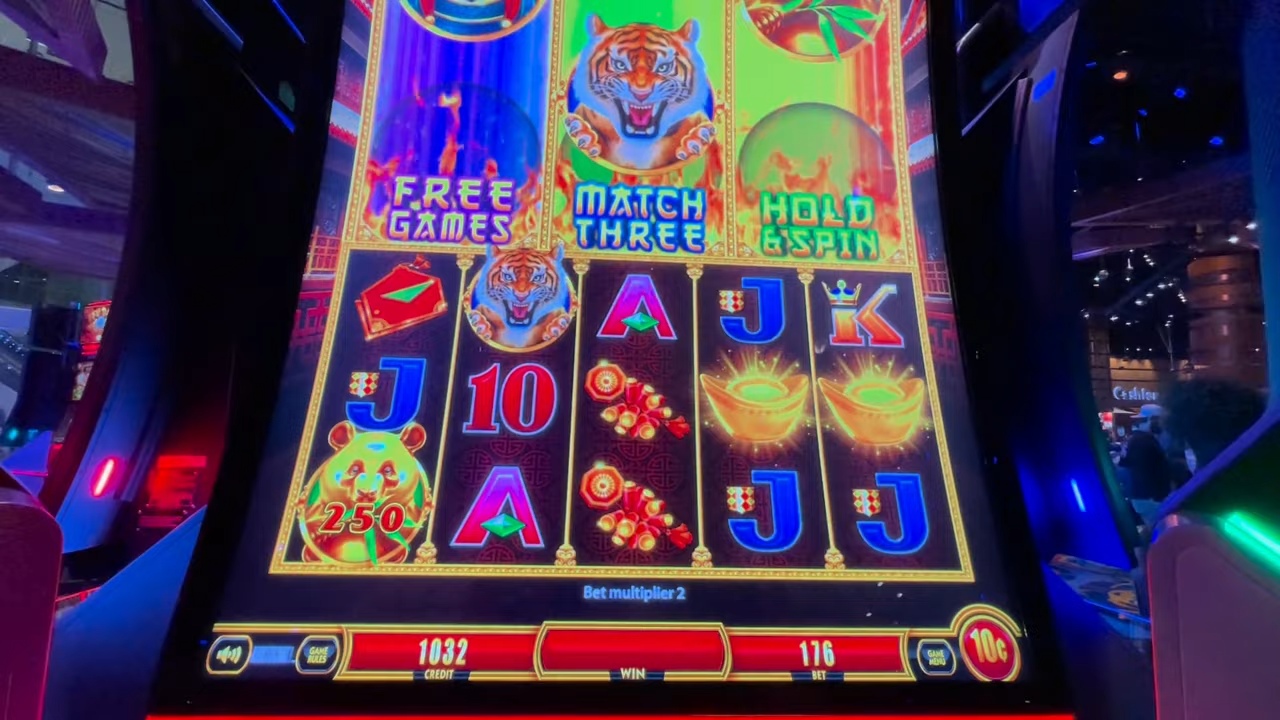 FREE
GAMES
MATCH
THREE
HOLD
& SPIN
A
J
K
J
10
250
A
J
J
Bet multiplier 2
GAME
RULES
1032
CREDIT
WIN
176
BET
GAME
MENU
10¢
Cashier